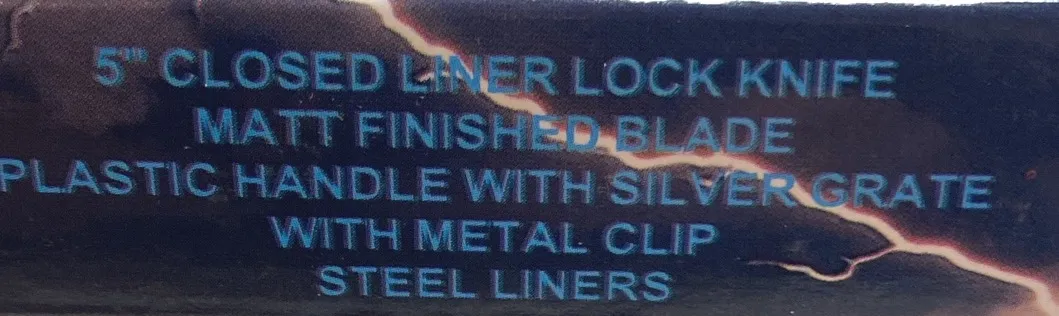 5" CLOSED LINER LOCK KNIFE
MATT FINISHED BLADE
PLASTIC HANDLE WITH SILVER GRATE
WITH METAL CLIP
STEEL LINERS